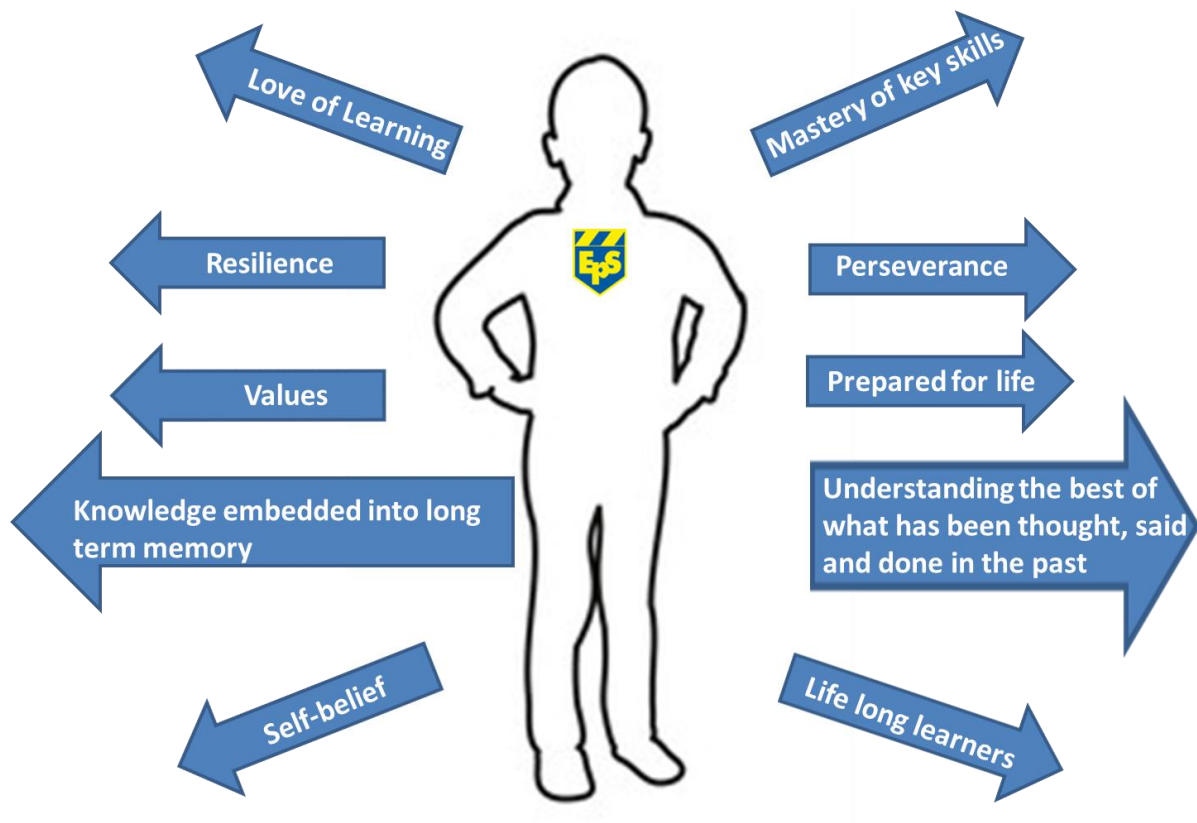 Love of Learning
Mastery of key skills
EpS
Resilience
Perseverance
Values
Prepared for life
Knowledge embedded into long
term memory
Understanding the best of
what has been thought, said
and done in the past
Self-belief
Life long learners